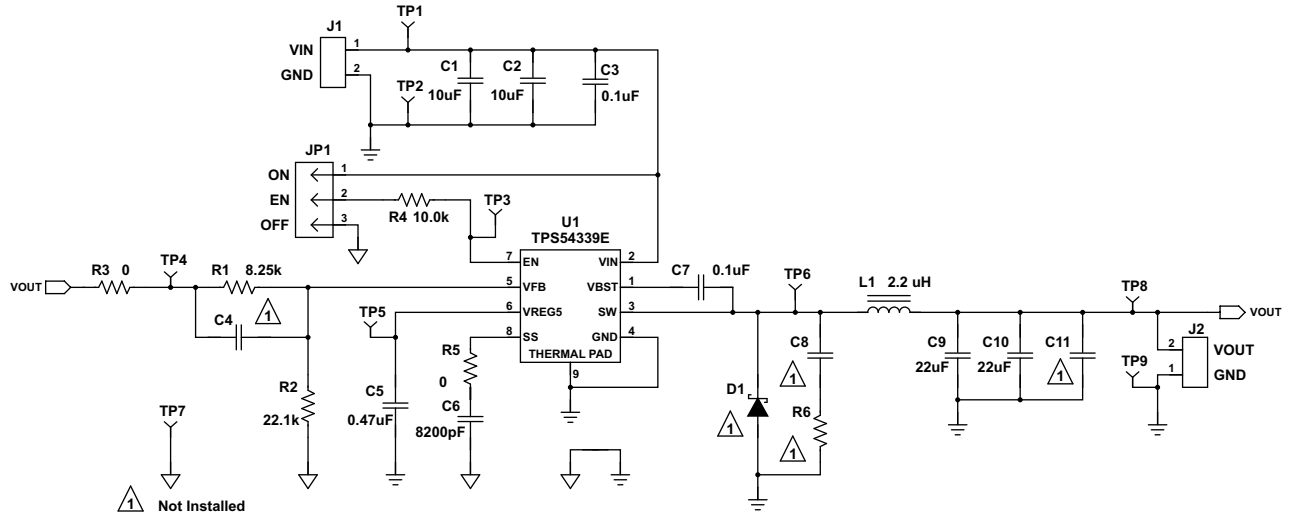 J1
VIN
GND
1
2
TP1
TP2
C1
10uF
C2
10uF
C3
0.1uF
JP1
ON
EN
OFF
1
2
3
R4 10.0k
TP3
U1
TPS54339E
7
EN
5
VFB
6
VREG5
8
SS
VIN
2
VBST
1
SW
3
GND
4
THERMAL PAD
9
VOUT
R3 0
TP4
R1 8.25k
1
C4
R2
22.1k
TP5
C5
0.47uF
R5
0
C6
8200pF
TP7
C7
0.1uF
TP6
D1
1
C8
1
R6
1
L1 2.2 uH
C9
22uF
C10
22uF
C11
1
TP8
VOUT
J2
2
VOUT
1
GND
TP9
1 Not Installed